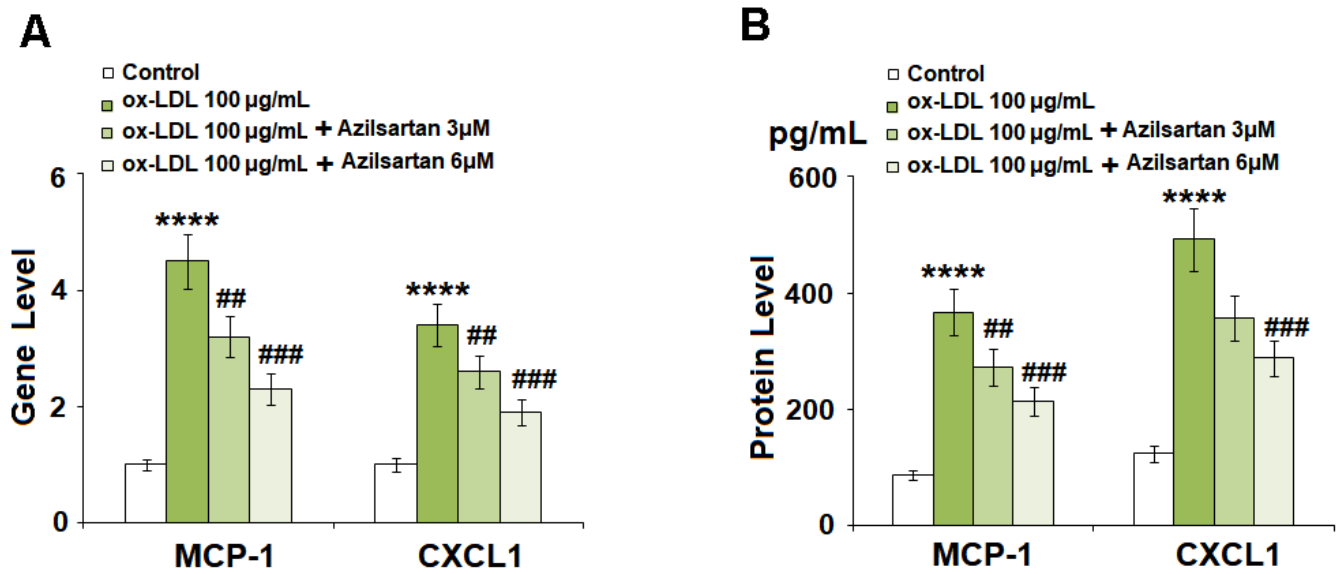 A
Control
ox-LDL 100 µg/mL
ox-LDL 100 µg/mL + Azilsartan 3µM
ox-LDL 100 µg/mL + Azilsartan 6µM
Gene Level
6
4
2
0
****
##
###
****
##
###
MCP-1
CXCL1
B
Control
ox-LDL 100 µg/mL
ox-LDL 100 µg/mL + Azilsartan 3µM
ox-LDL 100 µg/mL + Azilsartan 6µM
pg/mL
Protein Level
600
400
200
0
****
##
###
****
###
MCP-1
CXCL1